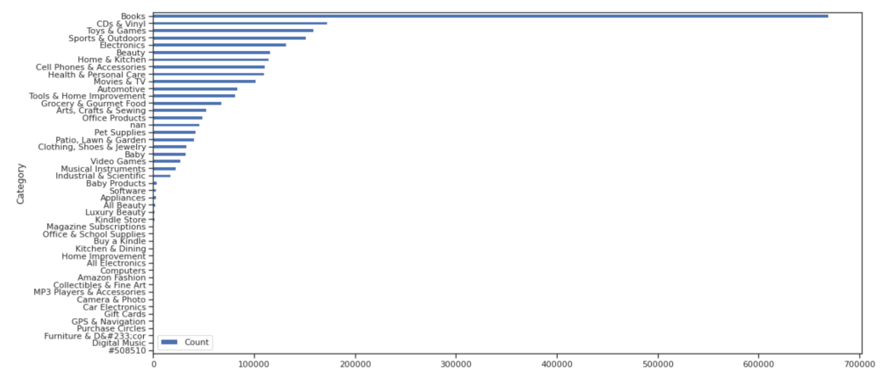 Books
CDs & Vinyl
Toys & Games
Sports & Outdoors
Electronics
Beauty
Home & Kitchen
Cell Phones & Accessories
Health & Personal Care
Movies & TV
Automotive
Tools & Home Improvement
Grocery & Gourmet Food
Arts, Crafts & Sewing
Office Products
nan
Pet Supplies
Patio, Lawn & Garden
Clothing, Shoes & Jewelry
Baby
Video Games
Musical Instruments
Industrial & Scientific
Baby Products
Software
Appliances
All Beauty
Luxury Beauty
Kindle Store
Magazine Subscriptions
Office & School Supplies
Buy a Kindle
Kitchen & Dining
Home Improvement
All Electronics
Computers
Amazon Fashion
Collectibles & Fine Art
MP3 Players & Accessories
Camera & Photo
Car Electronics
Gift Cards
GPS & Navigation
Purchase Circles
Furniture & D&#233;cor
Digital Music
#508510
Category
Count
0 100000 200000 300000 400000 500000 600000 700000